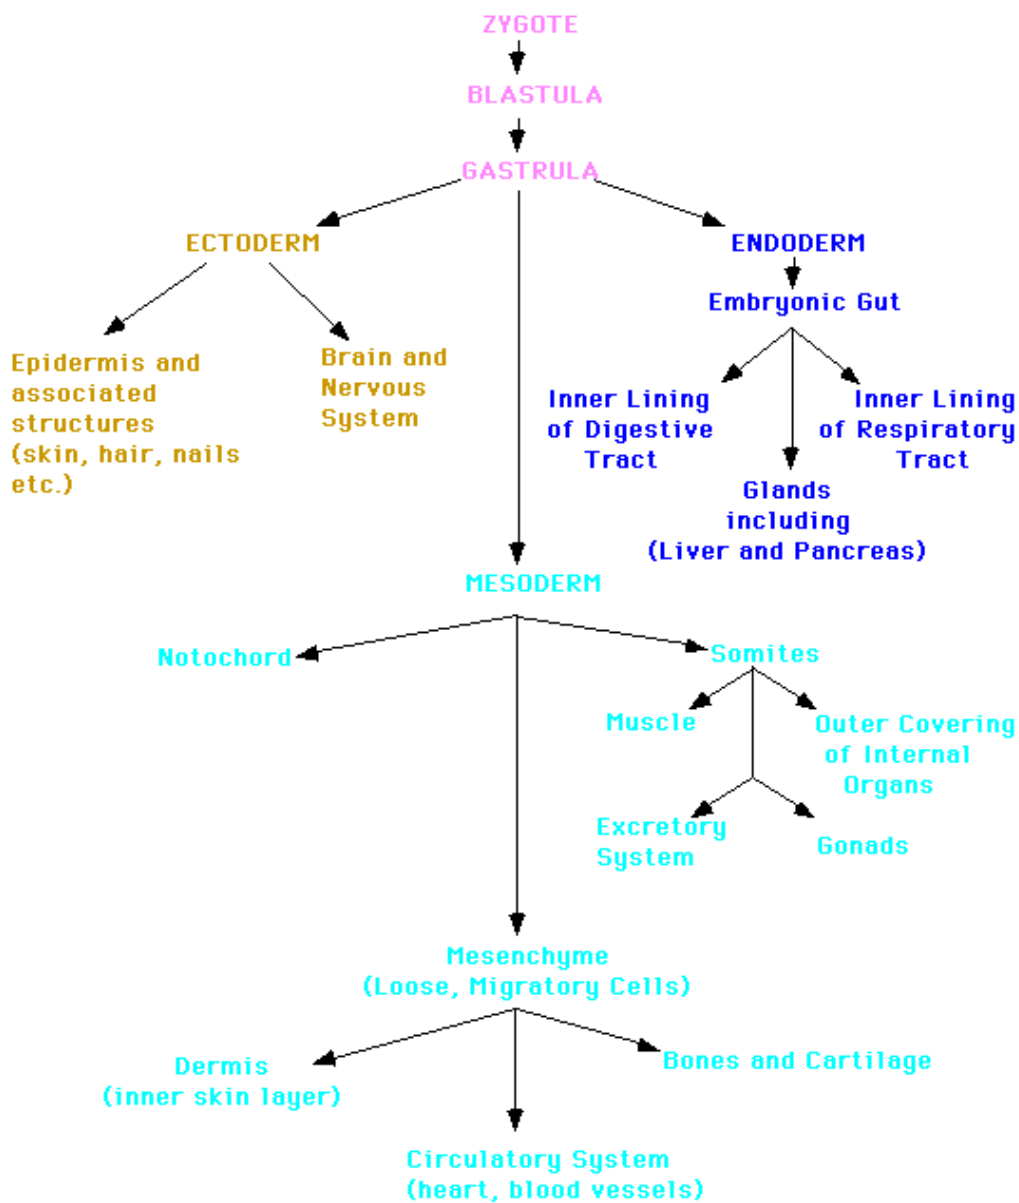 ZYGOTE
BLASTULA
GASTRULA
ECTODERM
ENDODERM
Embryonic Gut
Epidermis and
associated
structures
(skin, hair, nails
etc.)
Brain and
Nervous
System
Inner Lining
of Digestive
Tract
Inner Lining
of Respiratory
Tract
Glands
including
(Liver and Pancreas)
MESODERM
Notochord
Somites
Muscle
Outer Covering
of Internal
Organs
Excretory
System
Gonads
Mesenchyme
(Loose, Migratory Cells)
Dermis
(inner skin layer)
Bones and Cartilage
Circulatory System
(heart, blood vessels)